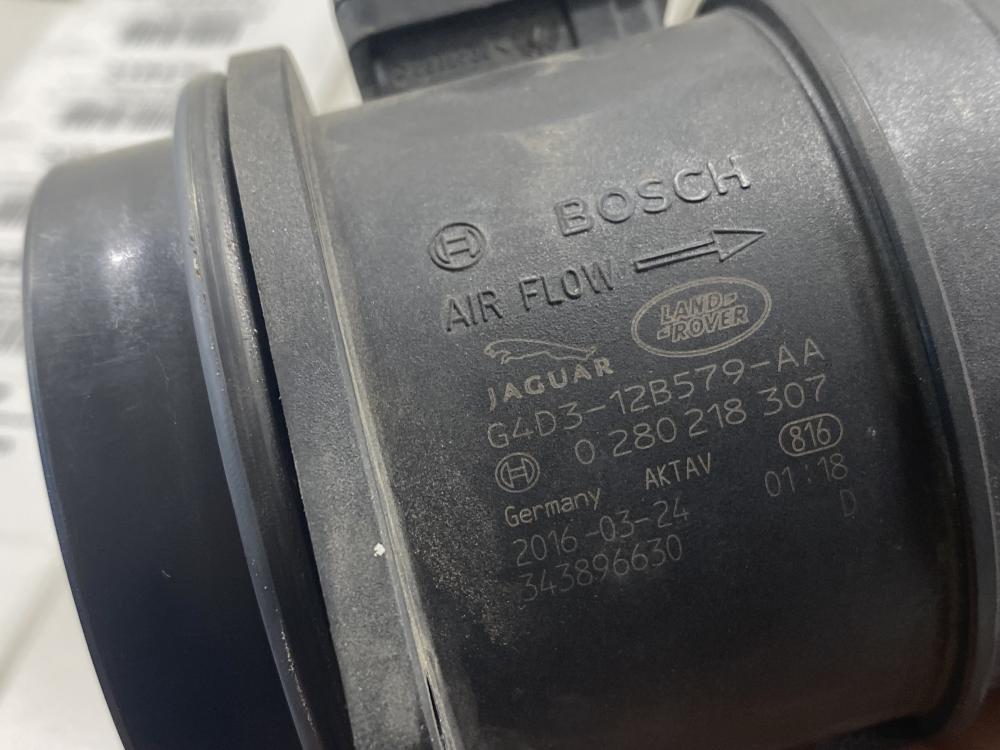 BOSCH
AIR FLOW
LAND-
-ROVER
JAGUAR
G4D3-12B579-AA
0 280 218 307
816
Germany AKTAV 01:18
2016-03-24 D
343896630